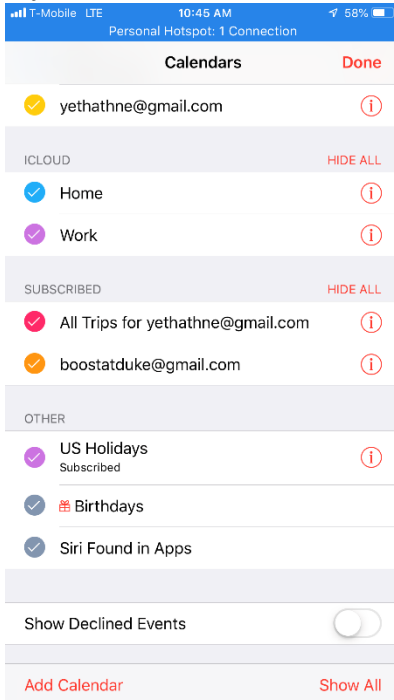 T-Mobile LTE 10:45 AM 58%
Personal Hotspot: 1 Connection
Calendars Done
yethathne@gmail.com
ICLOUD HIDE ALL
Home
Work
SUBSCRIBED HIDE ALL
All Trips for yethathne@gmail.com
boostatduke@gmail.com
OTHER
US Holidays
Subscribed
Birthdays
Siri Found in Apps
Show Declined Events
Add Calendar Show All